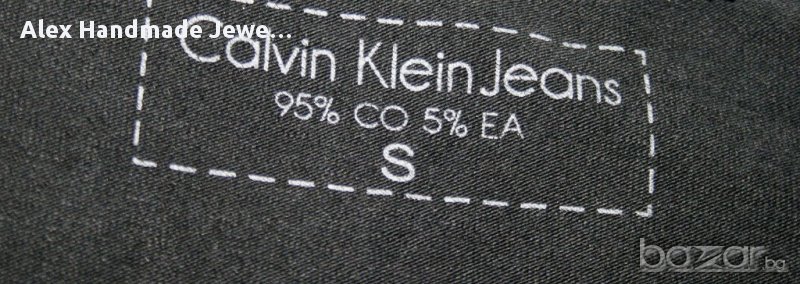 Alex Handmade Jewe...
Calvin Klein Jeans
95% CO 5% EA
S
bazar.bg